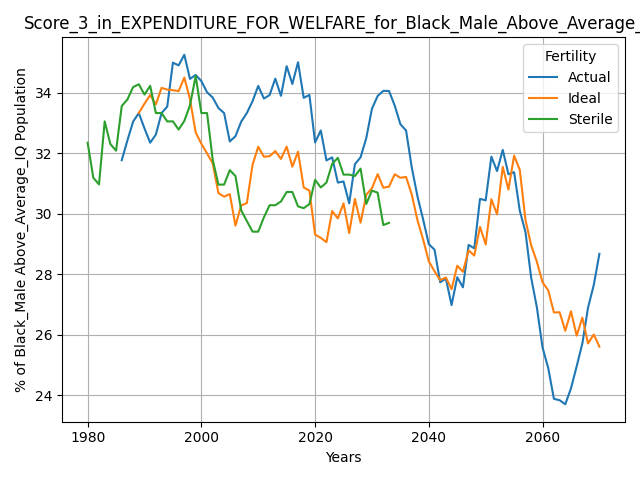 Score_3_in_EXPENDITURE_FOR_WELFARE_for_Black_Male_Above_Average_
% of Black_Male Above_Average_IQ Population
34
32
30
28
26
24
Fertility
Actual
Ideal
Sterile
1980
2000
2020
2040
2060
Years